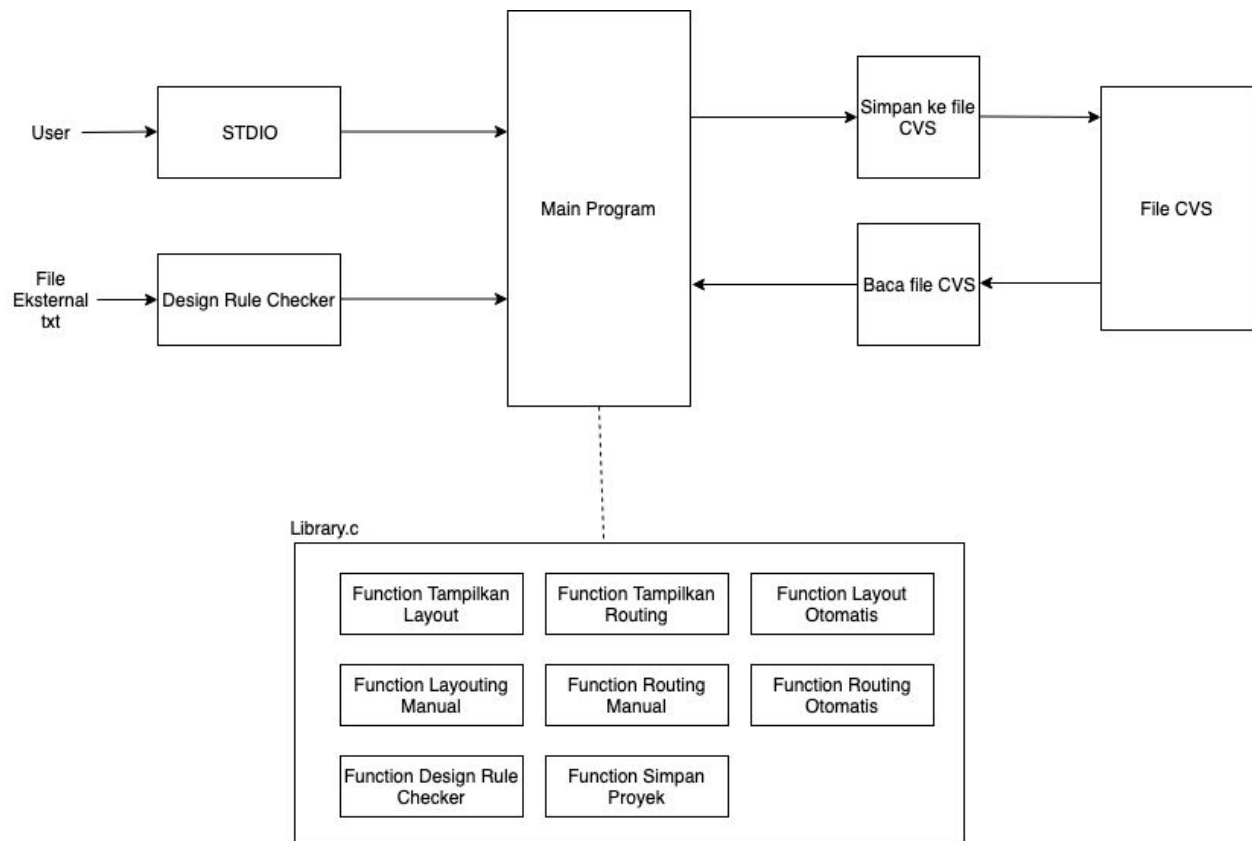 User
STDIO
Main Program
Simpan ke file
CVS
File CVS
File
Eksternal
txt
Design Rule Checker
Baca file CVS
Library.c
Function Tampilkan
Layout
Function Tampilkan
Routing
Function Layout
Otomatis
Function Layouting
Manual
Function Routing
Manual
Function Routing
Otomatis
Function Design Rule
Checker
Function Simpan
Proyek